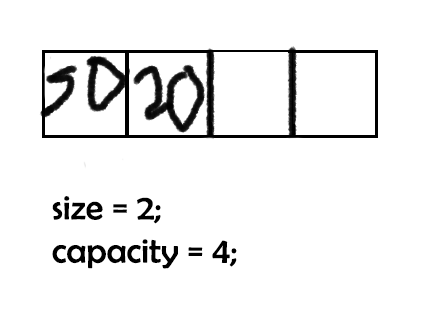 50 20
size = 2;
capacity = 4;